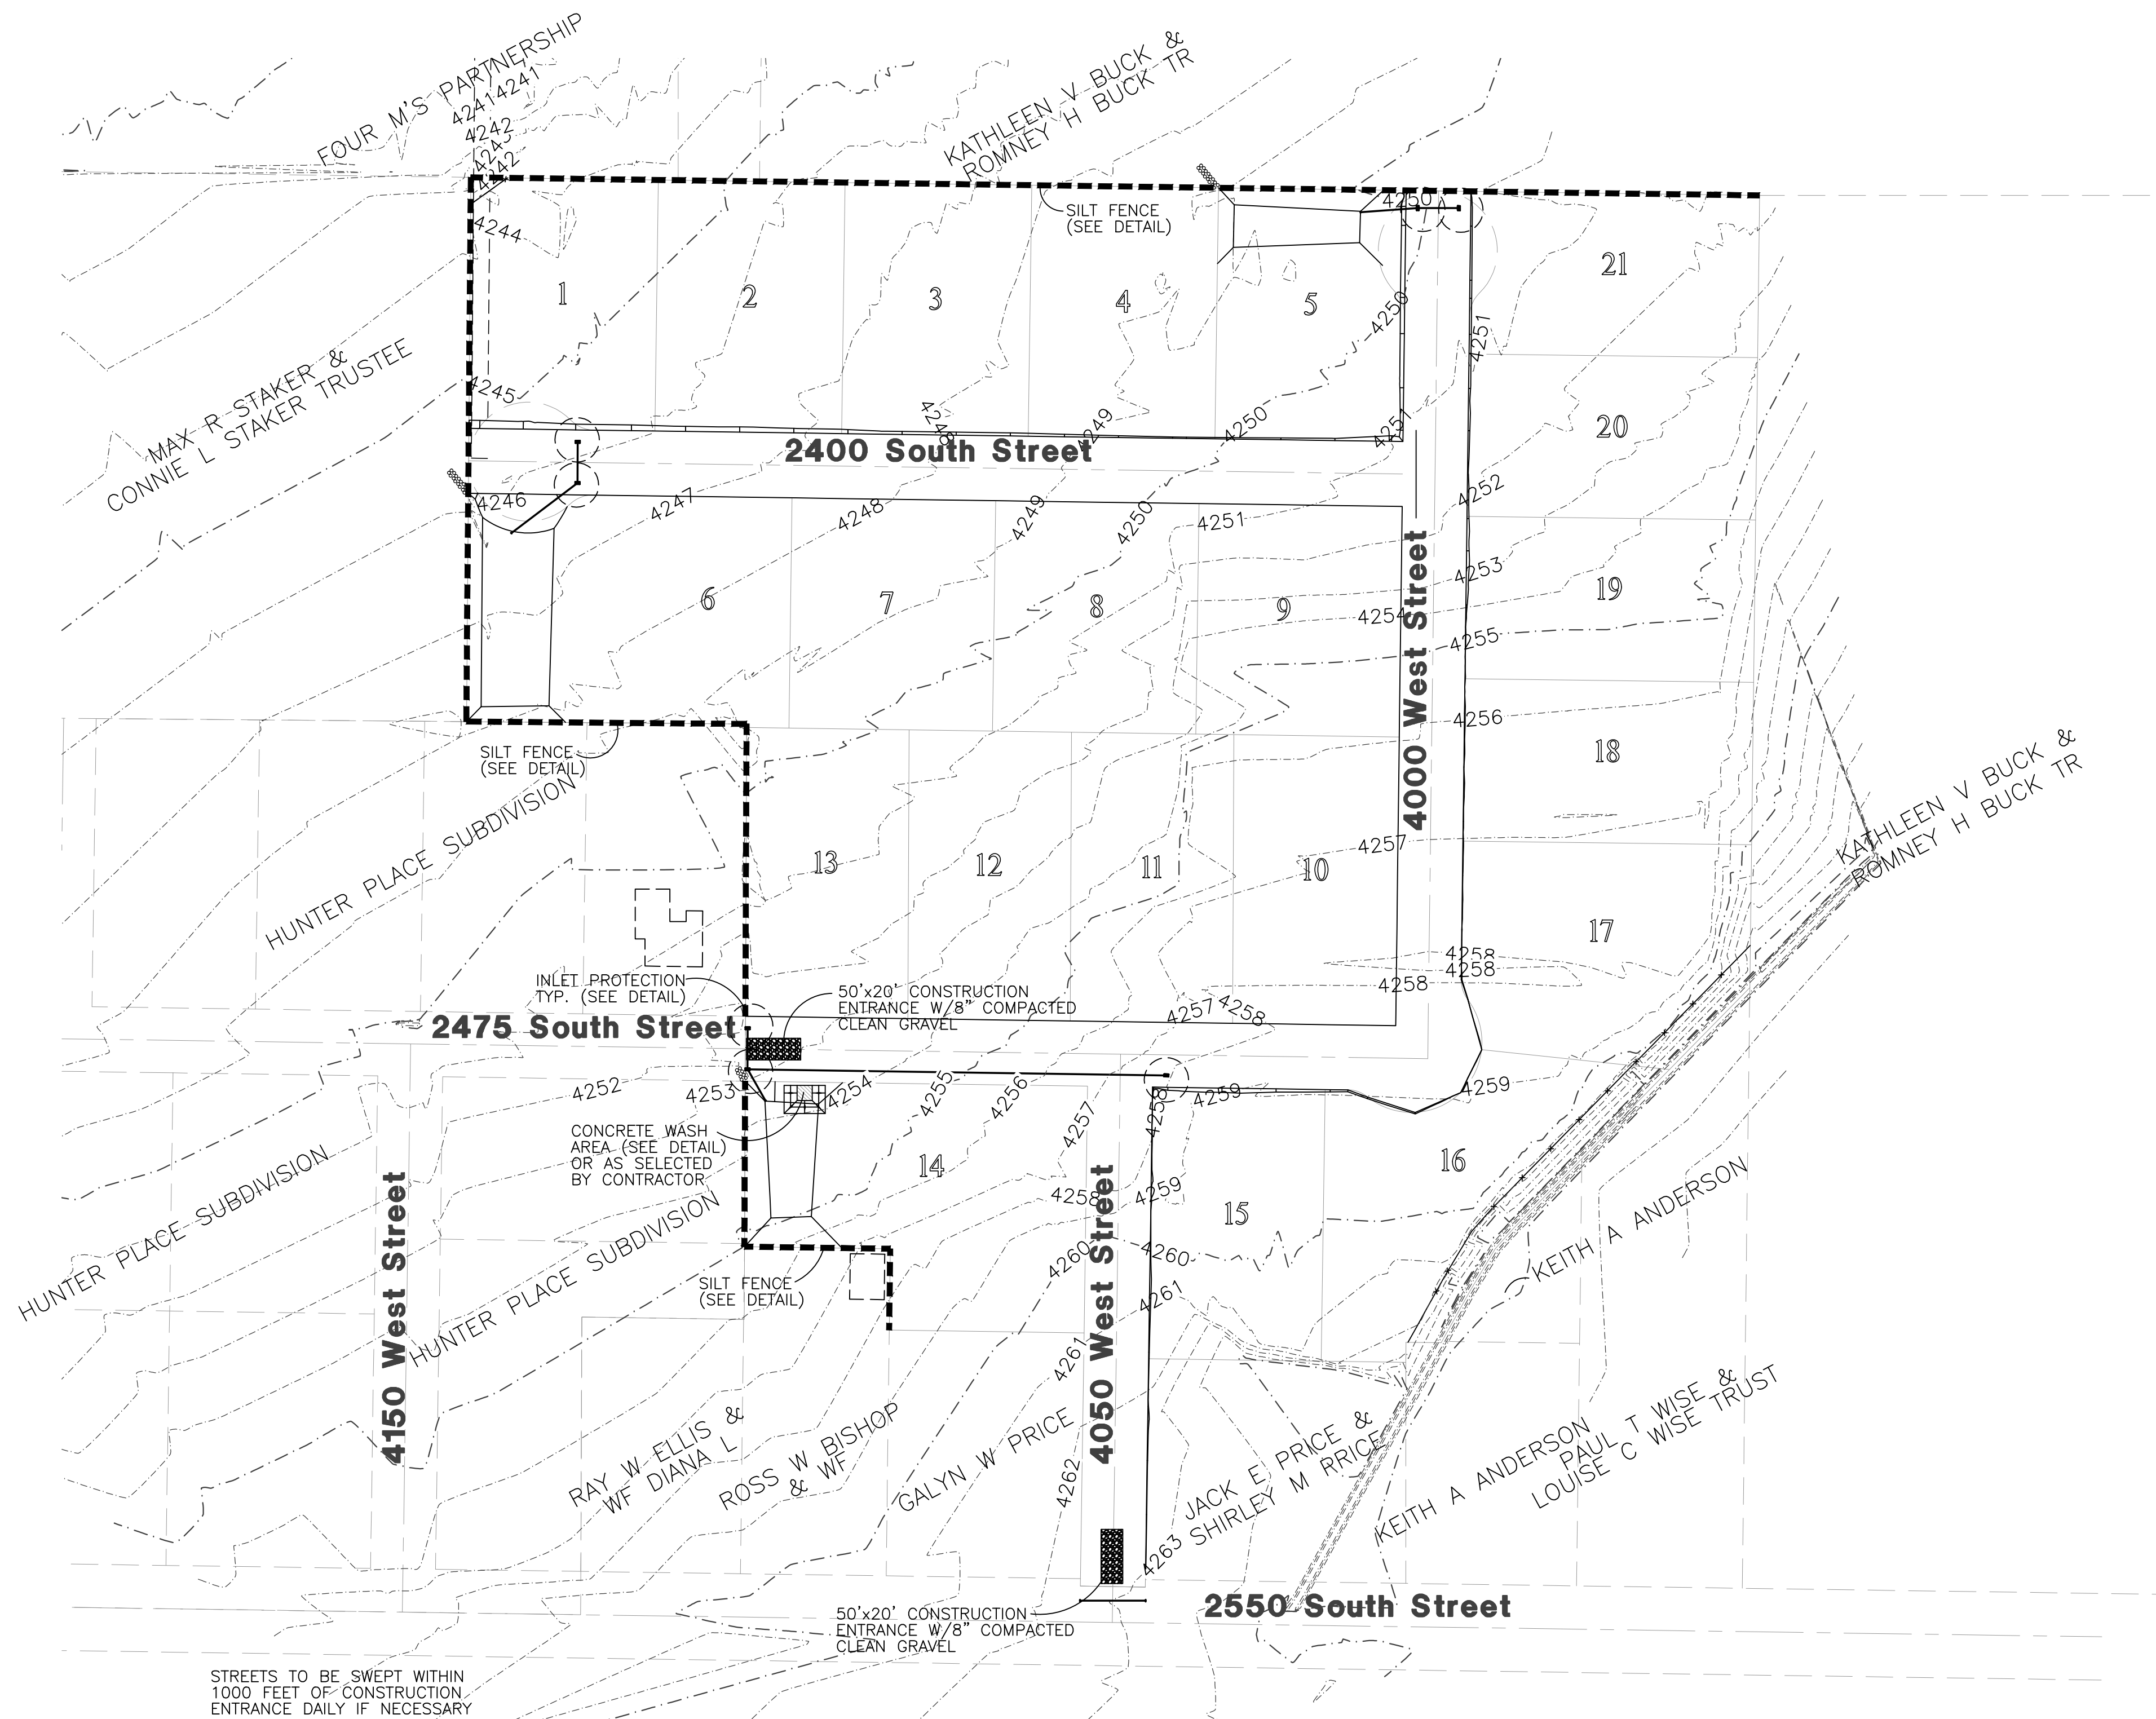 FOUR M'S PARTNERSHIP
42414241
4242
4243
4242
KATHLEEN V BUCK &
ROMNEY H BUCK TR
4244
SILT FENCE
(SEE DETAIL)
4250
21
1
2
3
4
5
4250
4251
MAX R STAKER &
CONNIE L STAKER TRUSTEE
4245
4248
4249
4250
4251
20
2400 South Street
4246
4247
4248
4249
4250
4251
4252
4253
4254
4255
4256
6
7
8
9
19
4000 West Street
18
SILT FENCE
(SEE DETAIL)
HUNTER PLACE SUBDIVISION
KATHLEEN V BUCK &
ROMNEY H BUCK TR
4257
13
12
11
10
17
4258
4258
4258
INLET PROTECTION
TYP. (SEE DETAIL)
50'x20' CONSTRUCTION
ENTRANCE W/8" COMPACTED
CLEAN GRAVEL
4257
4258
2475 South Street
4252
4253
4254
4255
4256
4257
4258
4259
4259
CONCRETE WASH
AREA (SEE DETAIL)
OR AS SELECTED
BY CONTRACTOR
14
16
15
4258
4259
HUNTER PLACE SUBDIVISION
HUNTER PLACE SUBDIVISION
4150 West Street
4050 West Street
KEITH A ANDERSON
4260
4260
4261
4261
SILT FENCE
(SEE DETAIL)
RAY W ELLIS &
WF DIANA L
ROSS W BISHOP
& WF
GALYN W PRICE
4262
JACK E PRICE &
SHIRLEY M RRICE
4263
KEITH A ANDERSON
PAUL T WISE &
LOUISE C WISE TRUST
2550 South Street
50'x20' CONSTRUCTION
ENTRANCE W/8" COMPACTED
CLEAN GRAVEL
STREETS TO BE SWEPT WITHIN
1000 FEET OF CONSTRUCTION
ENTRANCE DAILY IF NECESSARY